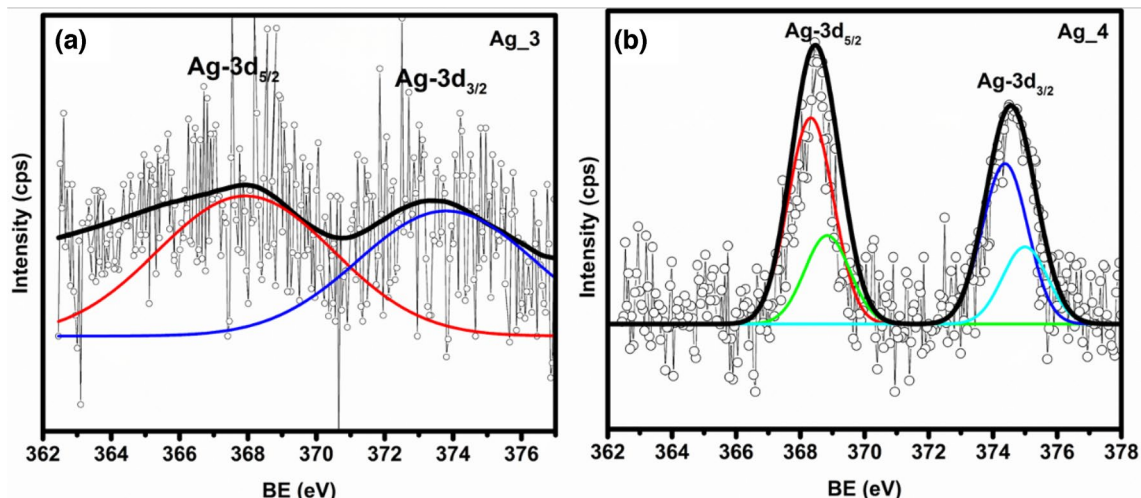 (a)
Ag_3
Ag-3d5/2
Ag-3d3/2
Intensity (cps)
362 364 366 368 370 372 374 376
BE (eV)
(b)
Ag_4
Ag-3d5/2
Ag-3d3/2
Intensity (cps)
362 364 366 368 370 372 374 376 378
BE (eV)